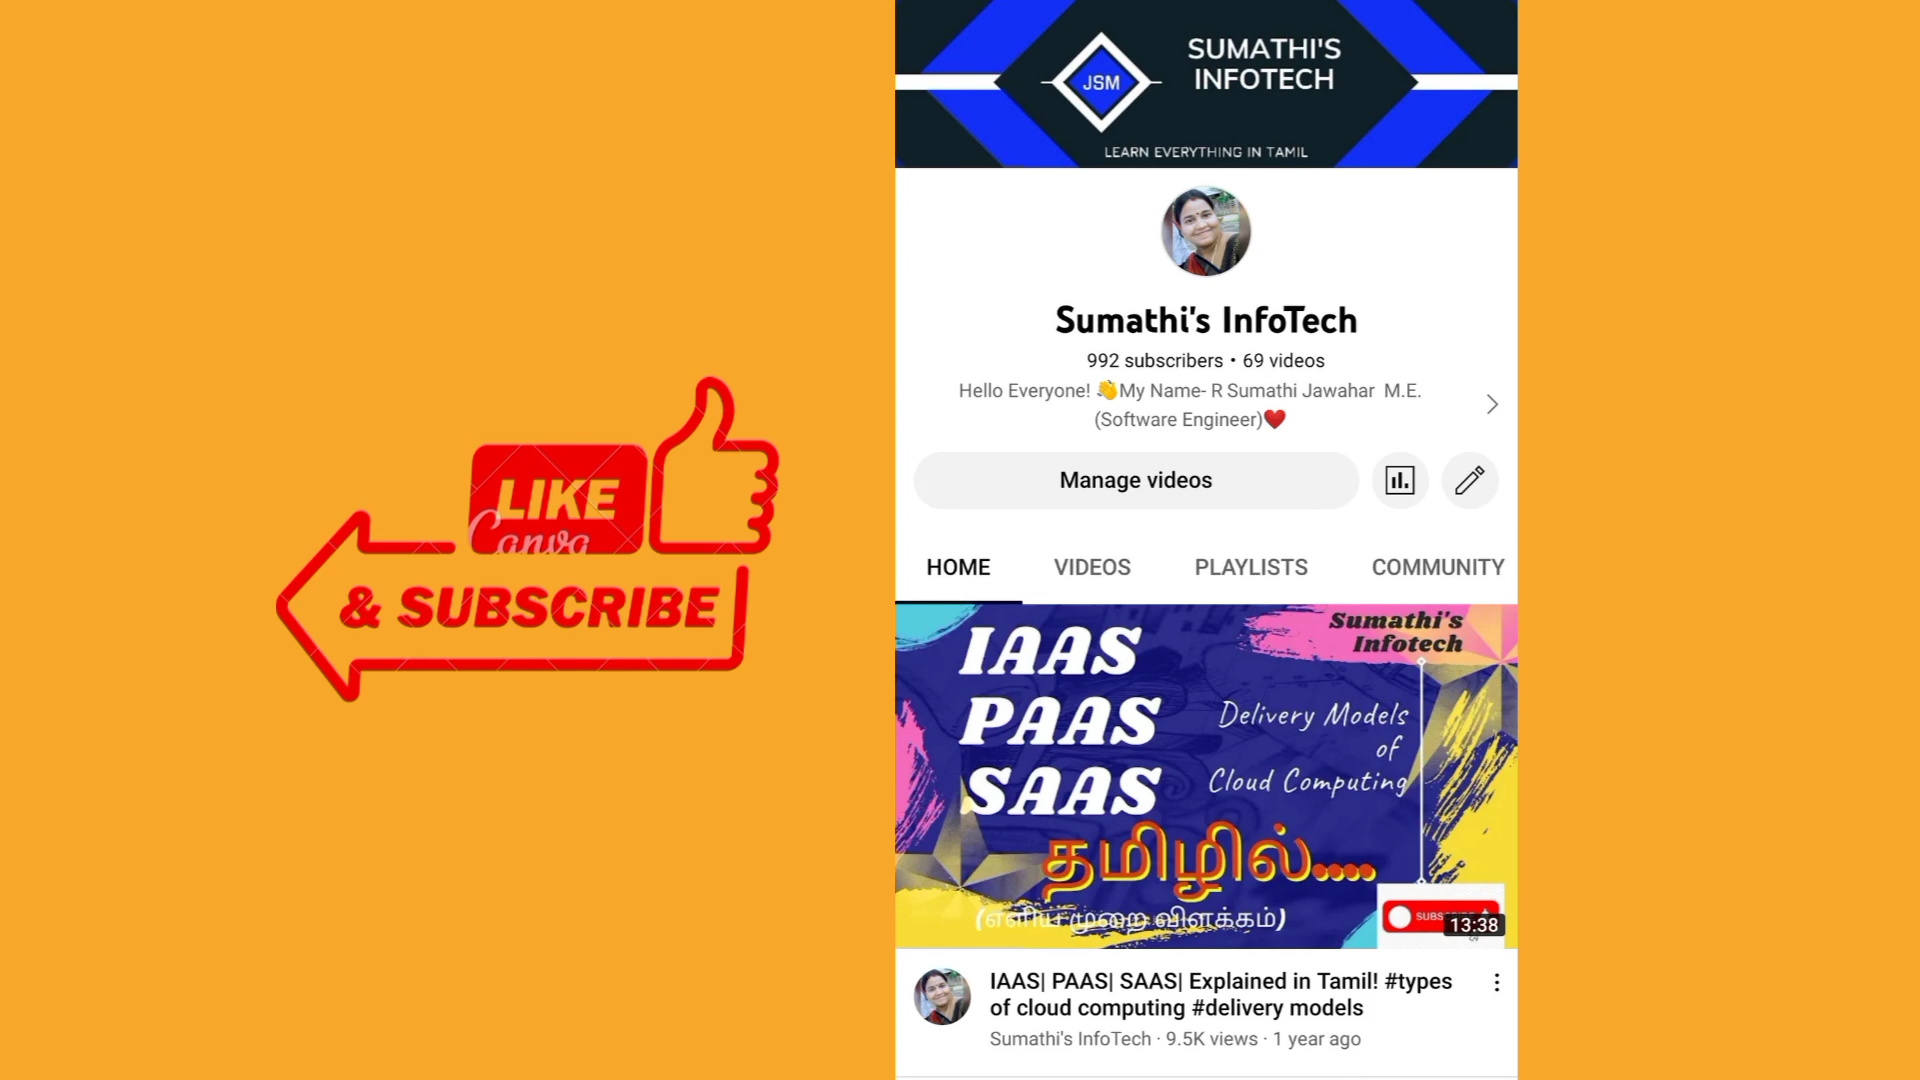 LIKE
Canva
& SUBSCRIBE
JSM
SUMATHI'S
INFOTECH
LEARN EVERYTHING IN TAMIL
Sumathi's InfoTech
992 subscribers • 69 videos
Hello Everyone! 👋My Name- R Sumathi Jawahar M.E.
(Software Engineer)❤️
Manage videos
HOME VIDEOS PLAYLISTS COMMUNITY
Sumathi's
Infotech
IAAS
PAAS
SAAS
Delivery Models
of
Cloud Computing
தமிழில்....
(எளிய முறை விளக்கம்)
13:38
IAAS| PAAS| SAAS| Explained in Tamil! #types
of cloud computing #delivery models
Sumathi's InfoTech · 9.5K views · 1 year ago